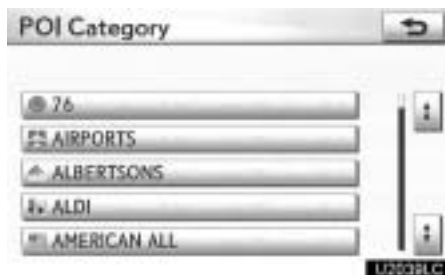 POI Category
76
AIRPORTS
ALBERTSONS
ALDI
AMERICAN ALL